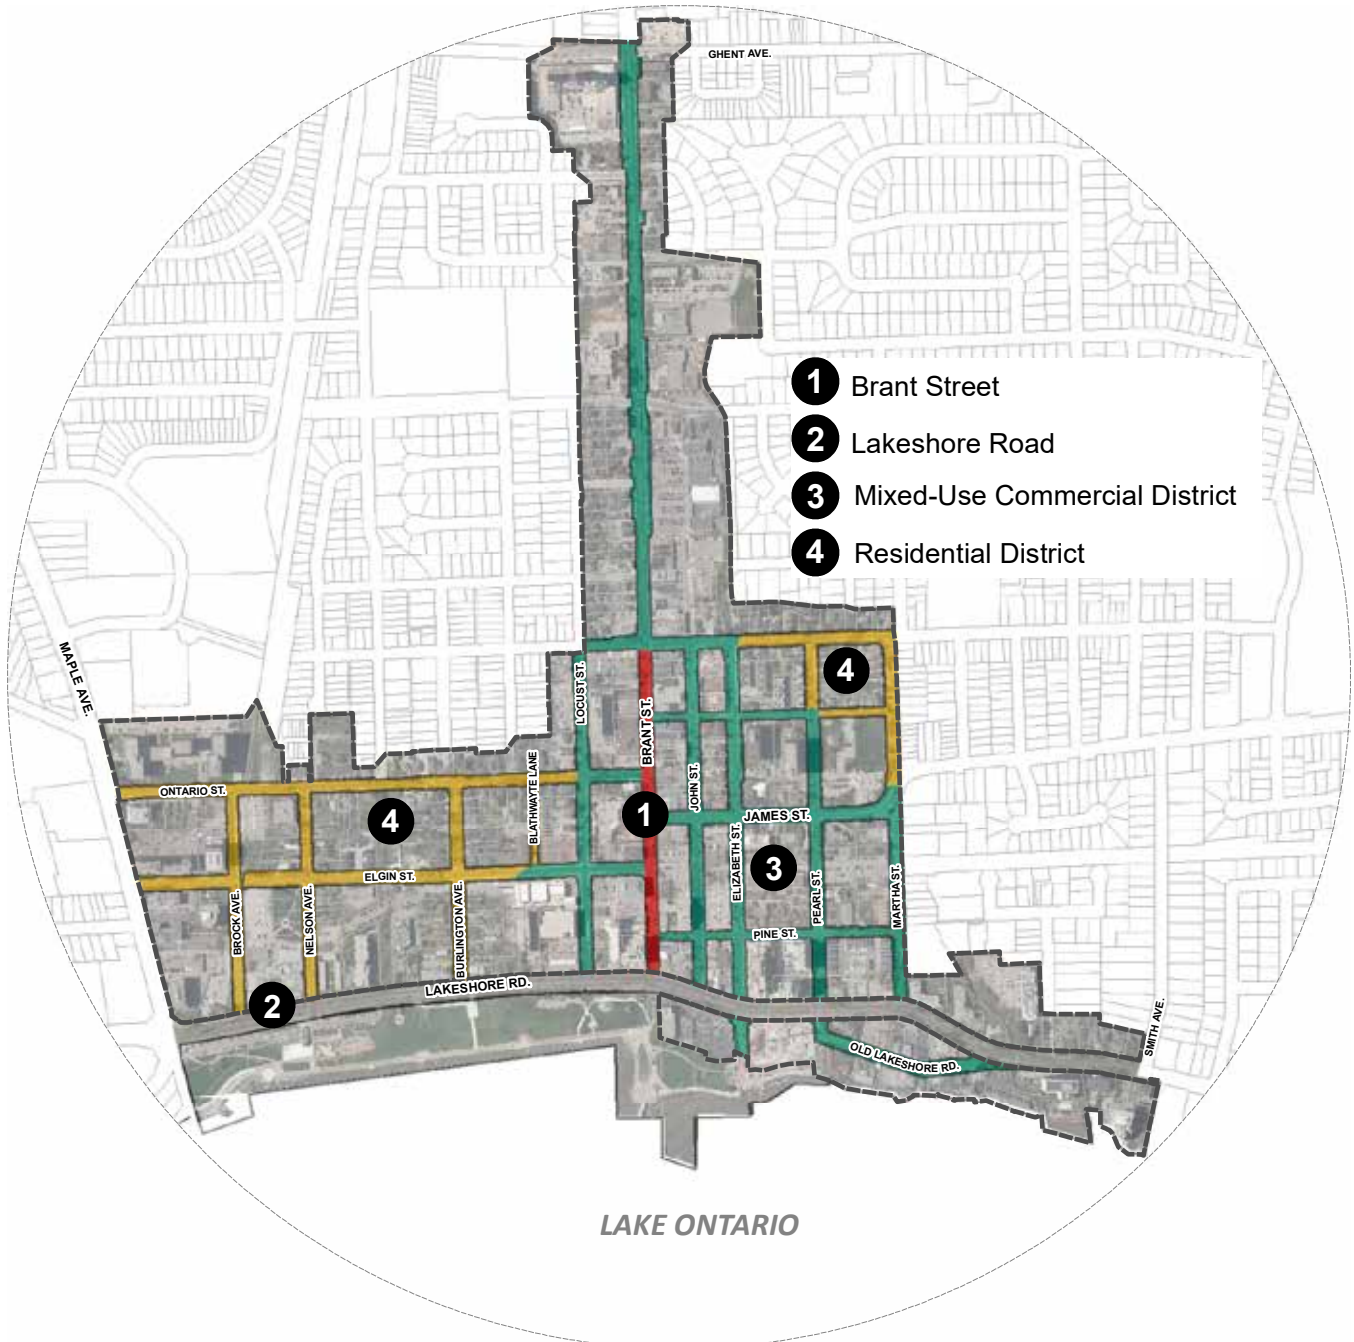 GHENT AVE.
1 Brant Street
2 Lakeshore Road
3 Mixed-Use Commercial District
4 Residential District
MAPLE AVE.
LOCUST ST.
BRANT ST.
4
ONTARIO ST.
BLATHWAYTE LANE
JOHN ST.
4
1
JAMES ST.
ELIZABETH ST.
3
ELGIN ST.
PEARL ST.
MARTHA ST.
BROCK AVE.
NELSON AVE.
BURLINGTON AVE.
PINE ST.
LAKESHORE RD.
2
SMITH AVE.
OLD LAKESHORE RD.
LAKE ONTARIO